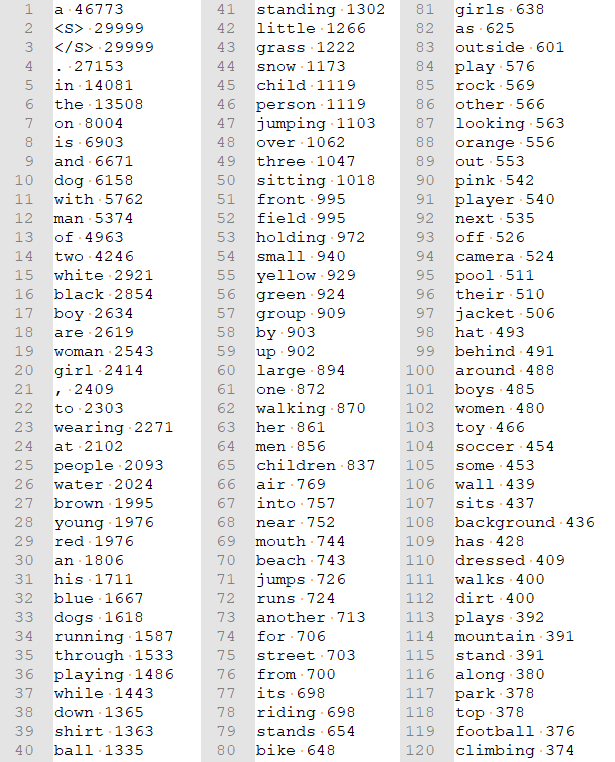 1 a 46773
2 <S> 29999
3 </S> 29999
4 . 27153
5 in 14081
6 the 13508
7 on 8004
8 is 6903
9 and 6671
10 dog 6158
11 with 5762
12 man 5374
13 of 4963
14 two 4246
15 white 2921
16 black 2854
17 boy 2634
18 are 2619
19 woman 2543
20 girl 2414
21 , 2409
22 to 2303
23 wearing 2271
24 at 2102
25 people 2093
26 water 2024
27 brown 1995
28 young 1976
29 red 1976
30 an 1806
31 his 1711
32 blue 1667
33 dogs 1618
34 running 1587
35 through 1533
36 playing 1486
37 while 1443
38 down 1365
39 shirt 1363
40 ball 1335
41 standing 1302
42 little 1266
43 grass 1222
44 snow 1173
45 child 1119
46 person 1119
47 jumping 1103
48 over 1062
49 three 1047
50 sitting 1018
51 front 995
52 field 995
53 holding 972
54 small 940
55 yellow 929
56 green 924
57 group 909
58 by 903
59 up 902
60 large 894
61 one 872
62 walking 870
63 her 861
64 men 856
65 children 837
66 air 769
67 into 757
68 near 752
69 mouth 744
70 beach 743
71 jumps 726
72 runs 724
73 another 713
74 for 706
75 street 703
76 from 700
77 its 698
78 riding 698
79 stands 654
80 bike 648
81 girls 638
82 as 625
83 outside 601
84 play 576
85 rock 569
86 other 566
87 looking 563
88 orange 556
89 out 553
90 pink 542
91 player 540
92 next 535
93 off 526
94 camera 524
95 pool 511
96 their 510
97 jacket 506
98 hat 493
99 behind 491
100 around 488
101 boys 485
102 women 480
103 toy 466
104 soccer 454
105 some 453
106 wall 439
107 sits 437
108 background 436
109 has 428
110 dressed 409
111 walks 400
112 dirt 400
113 plays 392
114 mountain 391
115 stand 391
116 along 380
117 park 378
118 top 378
119 football 376
120 climbing 374